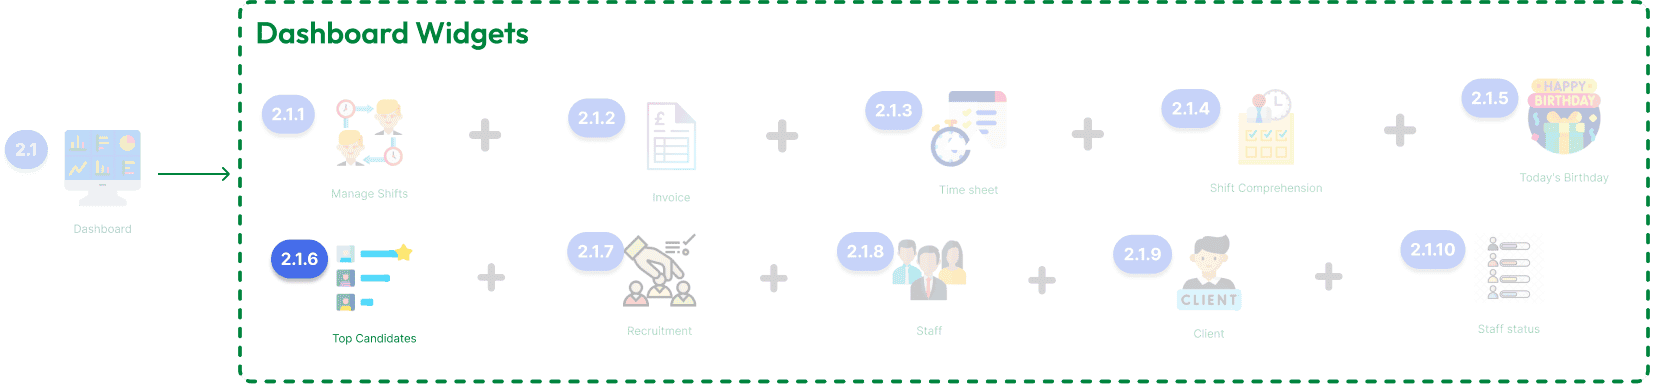 Dashboard Widgets
2.1
Dashboard
2.1.1
Manage Shifts
2.1.2
£
Invoice
2.1.3
Time sheet
2.1.4
Shift Comprehension
2.1.5
HAPPY
BIRTHDAY
Today's Birthday
2.1.6
Top Candidates
2.1.7
Recruitment
2.1.8
Staff
2.1.9
CLIENT
Client
2.1.10
Staff status